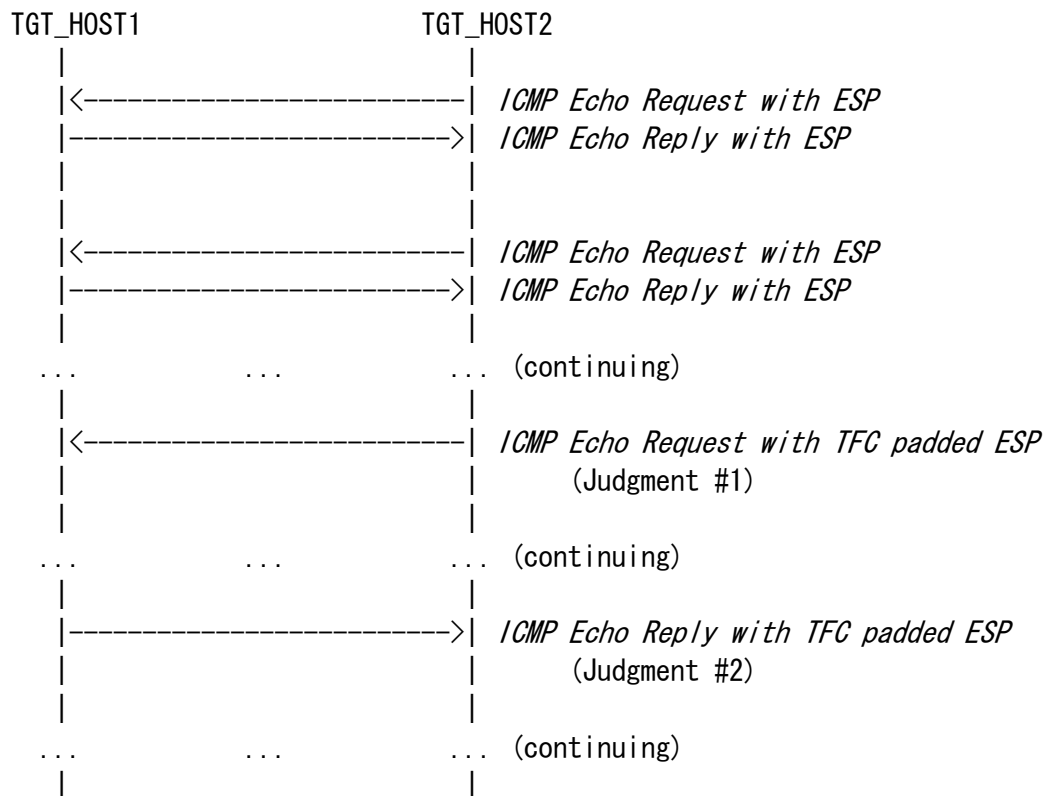 TGT_HOST1 TGT_HOST2
| |
|<--------------------------| ICMP Echo Request with ESP
|-------------------------->| ICMP Echo Reply with ESP
| |
| |
|<--------------------------| ICMP Echo Request with ESP
|-------------------------->| ICMP Echo Reply with ESP
| |
... ... ... (continuing)
| |
|<--------------------------| ICMP Echo Request with TFC padded ESP
| | (Judgment #1)
| |
... ... ... (continuing)
| |
|-------------------------->| ICMP Echo Reply with TFC padded ESP
| | (Judgment #2)
| |
... ... ... (continuing)
| |